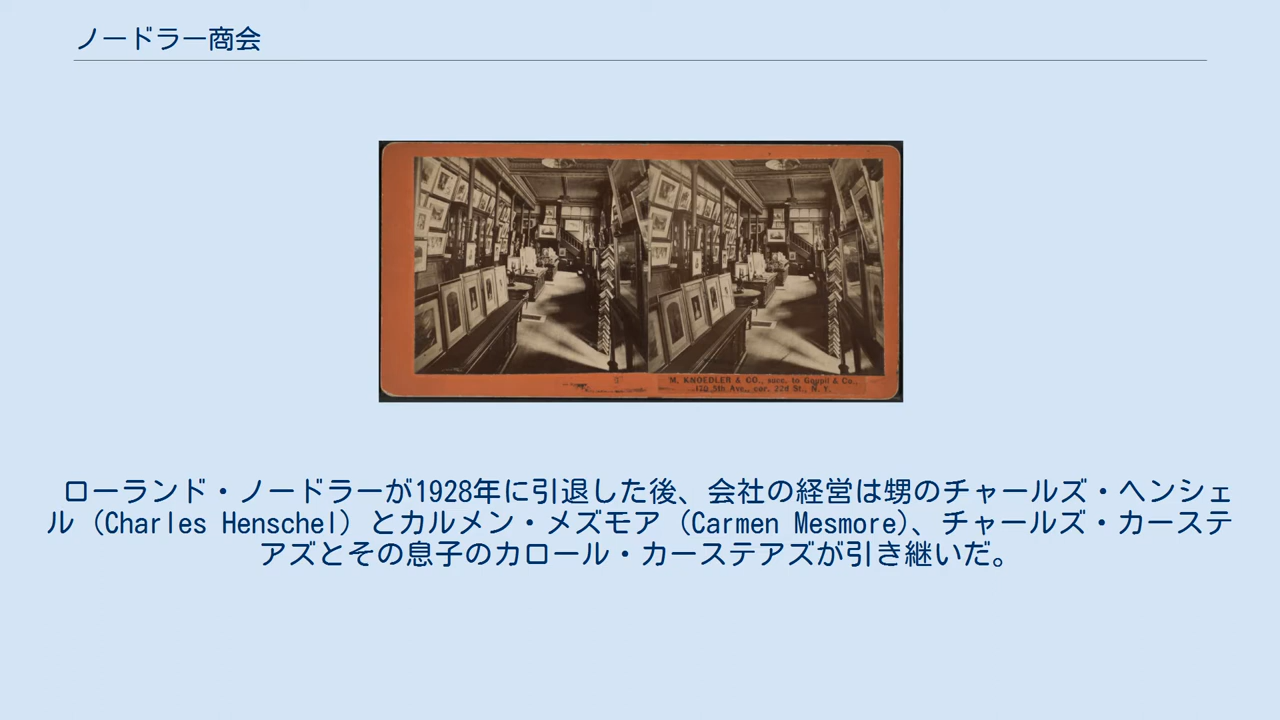 ノードラー商会
M. KNOEDLER & CO., succ. to Goupil & Co.,
170 5th Ave., cor. 22d St., N. Y.
ローランド・ノードラーが1928年に引退した後、会社の経営は甥のチャールズ・ヘンシェ
ル（Charles Henschel）とカルメン・メズモア（Carmen Mesmore）、チャールズ・カーステ
アズとその息子のカロール・カーステアズが引き継いだ。